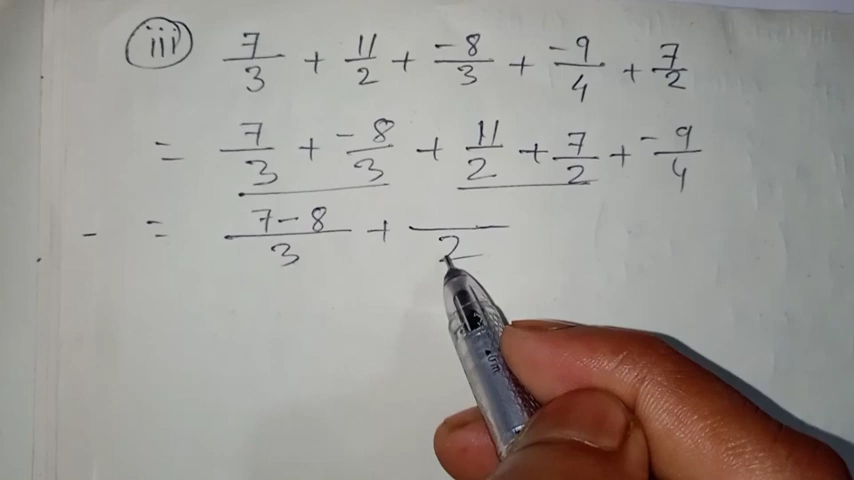 iii 7/3 + 11/2 + -8/3 + -9/4 + 7/2
= 7/3 + -8/3 + 11/2 + 7/2 + -9/4
- = 7-8/3 + /2